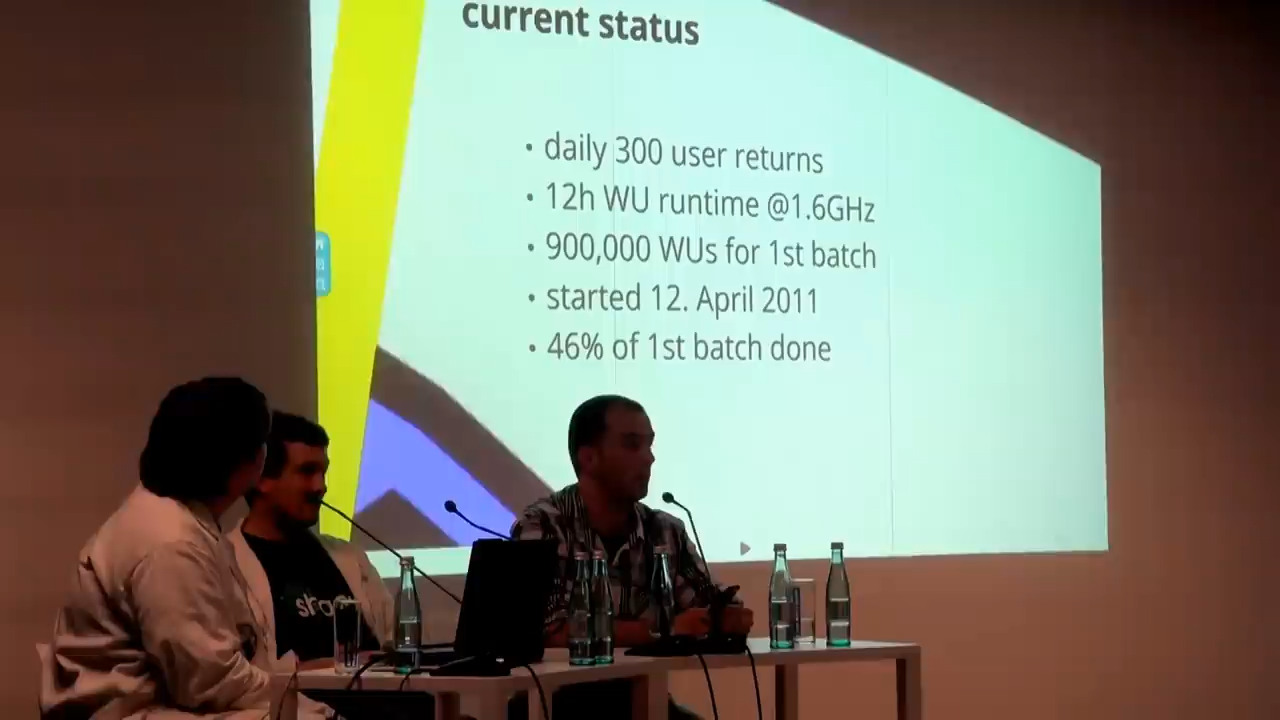 current status
• daily 300 user returns
• 12h WU runtime @1.6GHz
• 900,000 WUs for 1st batch
• started 12. April 2011
• 46% of 1st batch done